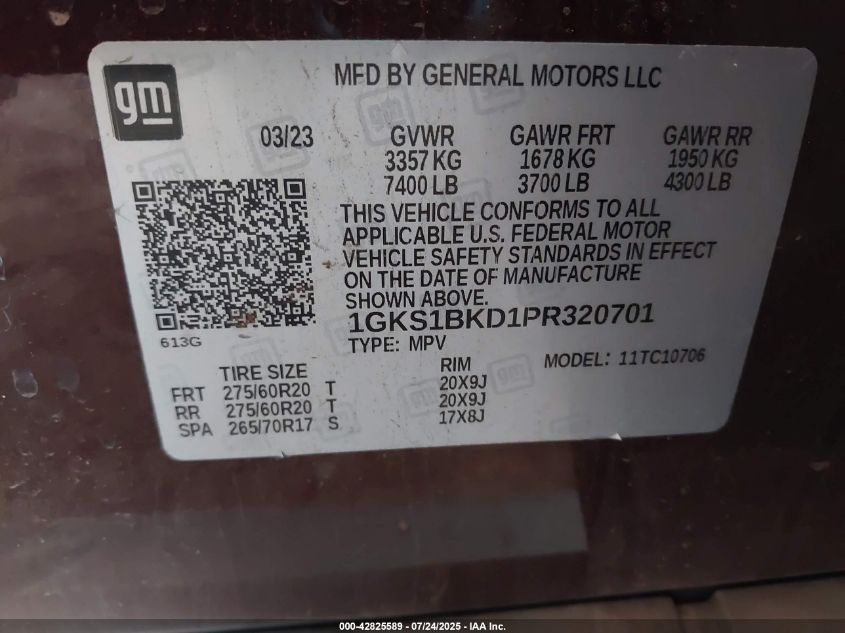 gm
MFD BY GENERAL MOTORS LLC
03/23 GVWR GAWR FRT GAWR RR
3357 KG 1678 KG 1950 KG
7400 LB 3700 LB 4300 LB
THIS VEHICLE CONFORMS TO ALL
APPLICABLE U.S. FEDERAL MOTOR
VEHICLE SAFETY STANDARDS IN EFFECT
ON THE DATE OF MANUFACTURE
SHOWN ABOVE.
1GKS1BKD1PR320701
613G
TYPE: MPV MODEL: 11TC10706
TIRE SIZE RIM
FRT 275/60R20 T 20X9J
RR 275/60R20 T 20X9J
SPA 265/70R17 S 17X8J
000-42825589 - 07/24/2025 - IAA Inc.